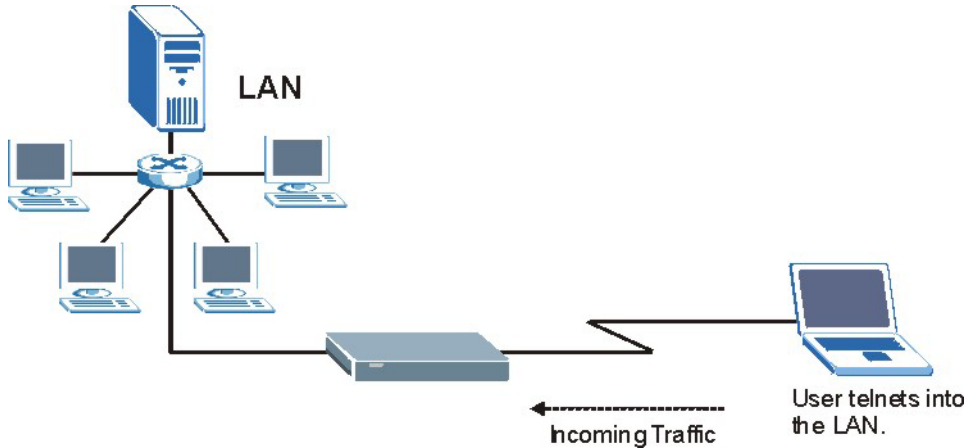 LAN
User telnets into
the LAN.
Incoming Traffic